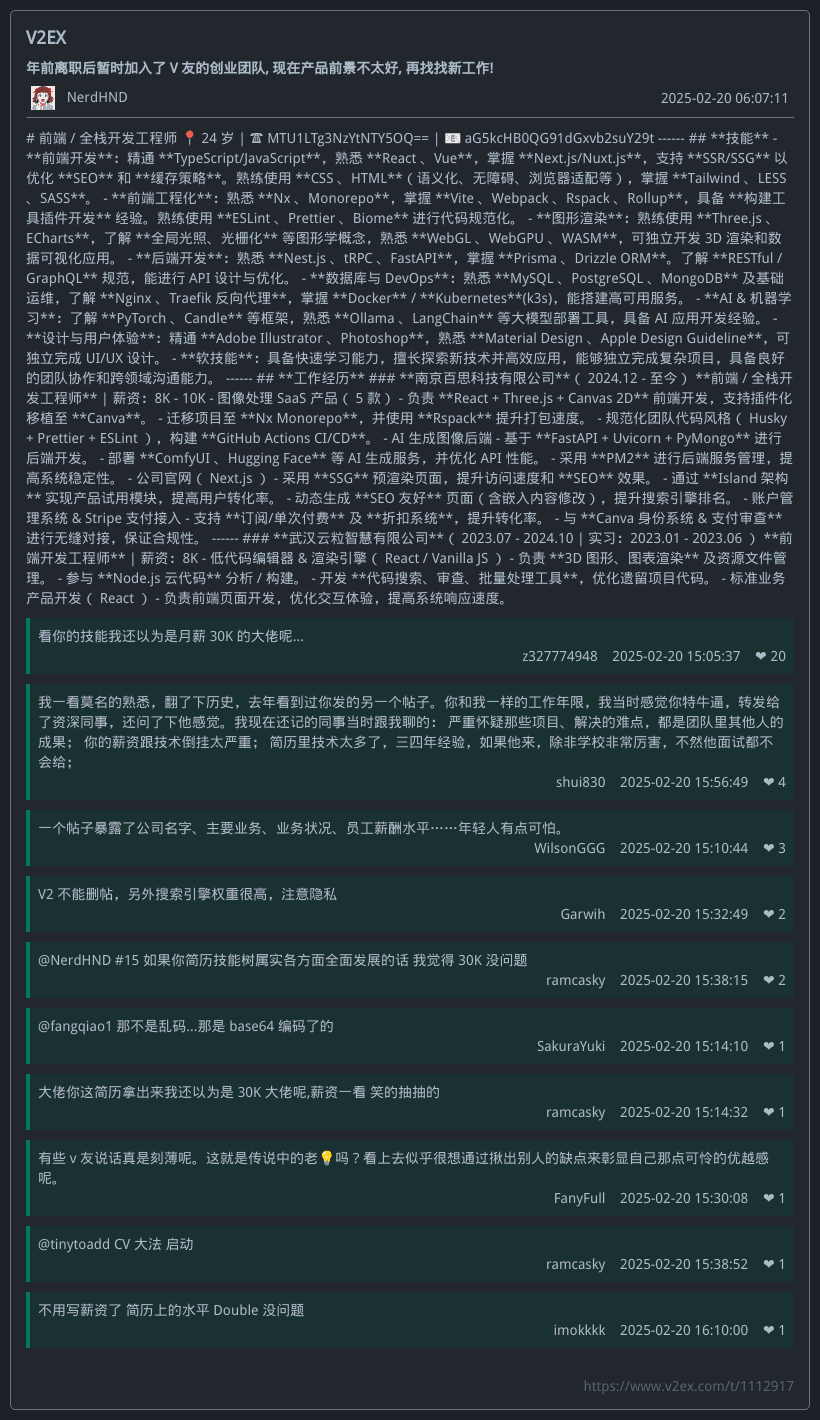 V2EX
年前离职后暂时加入了 V 友的创业团队, 现在产品前景不太好, 再找找新工作!
NerdHND 2025-02-20 06:07:11
# 前端 / 全栈开发工程师 📍 24 岁 | ☎ MTU1LTg3NzYtNTY5OQ== | 📧 aG5kcHB0QG91dGxvb2suY29t ------ ## **技能** -
**前端开发**：精通 **TypeScript/JavaScript**，熟悉 **React 、Vue**，掌握 **Next.js/Nuxt.js**，支持 **SSR/SSG** 以
优化 **SEO** 和 **缓存策略**。熟练使用 **CSS 、HTML**（ 语义化、无障碍、浏览器适配等），掌握 **Tailwind 、LESS
、SASS**。 - **前端工程化**：熟悉 **Nx 、Monorepo**，掌握 **Vite 、Webpack 、Rspack 、Rollup**，具备 **构建工
具插件开发** 经验。熟练使用 **ESLint 、Prettier 、Biome** 进行代码规范化。 - **图形渲染**：熟练使用 **Three.js 、
ECharts**，了解 **全局光照、光栅化** 等图形学概念，熟悉 **WebGL 、WebGPU 、WASM**，可独立开发 3D 渲染和数
据可视化应用。 - **后端开发**：熟悉 **Nest.js 、tRPC 、FastAPI**，掌握 **Prisma 、Drizzle ORM**。了解 **RESTful /
GraphQL** 规范，能进行 API 设计与优化。 - **数据库与 DevOps**：熟悉 **MySQL 、PostgreSQL 、MongoDB** 及基础
运维，了解 **Nginx 、Traefik 反向代理**，掌握 **Docker** / **Kubernetes**(k3s)，能搭建高可用服务。 - **AI & 机器学
习**：了解 **PyTorch 、Candle** 等框架，熟悉 **Ollama 、LangChain** 等大模型部署工具，具备 AI 应用开发经验。 -
**设计与用户体验**：精通 **Adobe Illustrator 、Photoshop**，熟悉 **Material Design 、Apple Design Guideline**，可
独立完成 UI/UX 设计。 - **软技能**：具备快速学习能力，擅长探索新技术并高效应用，能够独立完成复杂项目，具备良好
的团队协作和跨领域沟通能力。 ------ ## **工作经历** ### **南京百思科技有限公司**（ 2024.12 - 至今） **前端 / 全栈开
发工程师** | 薪资：8K - 10K - 图像处理 SaaS 产品（ 5 款） - 负责 **React + Three.js + Canvas 2D** 前端开发，支持插件化
移植至 **Canva**。 - 迁移项目至 **Nx Monorepo**，并使用 **Rspack** 提升打包速度。 - 规范化团队代码风格（ Husky
+ Prettier + ESLint ），构建 **GitHub Actions CI/CD**。 - AI 生成图像后端 - 基于 **FastAPI + Uvicorn + PyMongo** 进行
后端开发。 - 部署 **ComfyUI 、Hugging Face** 等 AI 生成服务，并优化 API 性能。 - 采用 **PM2** 进行后端服务管理，提
高系统稳定性。 - 公司官网（ Next.js ） - 采用 **SSG** 预渲染页面，提升访问速度和 **SEO** 效果。 - 通过 **Island 架构
** 实现产品试用模块，提高用户转化率。 - 动态生成 **SEO 友好** 页面（含嵌入内容修改），提升搜索引擎排名。 - 账户管
理系统 & Stripe 支付接入 - 支持 **订阅/单次付费** 及 **折扣系统**，提升转化率。 - 与 **Canva 身份系统 & 支付审查**
进行无缝对接，保证合规性。 ------ ### **武汉云粒智慧有限公司**（ 2023.07 - 2024.10 | 实习：2023.01 - 2023.06 ） **前
端开发工程师** | 薪资：8K - 低代码编辑器 & 渲染引擎（ React / Vanilla JS ） - 负责 **3D 图形、图表渲染** 及资源文件管
理。 - 参与 **Node.js 云代码** 分析 / 构建。 - 开发 **代码搜索、审查、批量处理工具**，优化遗留项目代码。 - 标准业务
产品开发（ React ） - 负责前端页面开发，优化交互体验，提高系统响应速度。
看你的技能我还以为是月薪 30K 的大佬呢...
z327774948 2025-02-20 15:05:37 ❤ 20
我一看莫名的熟悉，翻了下历史，去年看到过你发的另一个帖子。你和我一样的工作年限，我当时感觉你特牛逼，转发给
了资深同事，还问了下他感觉。我现在还记的同事当时跟我聊的： 严重怀疑那些项目、解决的难点，都是团队里其他人的
成果； 你的薪资跟技术倒挂太严重； 简历里技术太多了，三四年经验，如果他来，除非学校非常厉害，不然他面试都不
会给；
shui830 2025-02-20 15:56:49 ❤ 4
一个帖子暴露了公司名字、主要业务、业务状况、员工薪酬水平……年轻人有点可怕。
WilsonGGG 2025-02-20 15:10:44 ❤ 3
V2 不能删帖，另外搜索引擎权重很高，注意隐私
Garwih 2025-02-20 15:32:49 ❤ 2
@NerdHND #15 如果你简历技能树属实各方面全面发展的话 我觉得 30K 没问题
ramcasky 2025-02-20 15:38:15 ❤ 2
@fangqiao1 那不是乱码...那是 base64 编码了的
SakuraYuki 2025-02-20 15:14:10 ❤ 1
大佬你这简历拿出来我还以为是 30K 大佬呢,薪资一看 笑的抽抽的
ramcasky 2025-02-20 15:14:32 ❤ 1
有些 v 友说话真是刻薄呢。这就是传说中的老💡吗？看上去似乎很想通过揪出别人的缺点来彰显自己那点可怜的优越感
呢。
FanyFull 2025-02-20 15:30:08 ❤ 1
@tinytoadd CV 大法 启动
ramcasky 2025-02-20 15:38:52 ❤ 1
不用写薪资了 简历上的水平 Double 没问题
imokkkk 2025-02-20 16:10:00 ❤ 1
https://www.v2ex.com/t/1112917